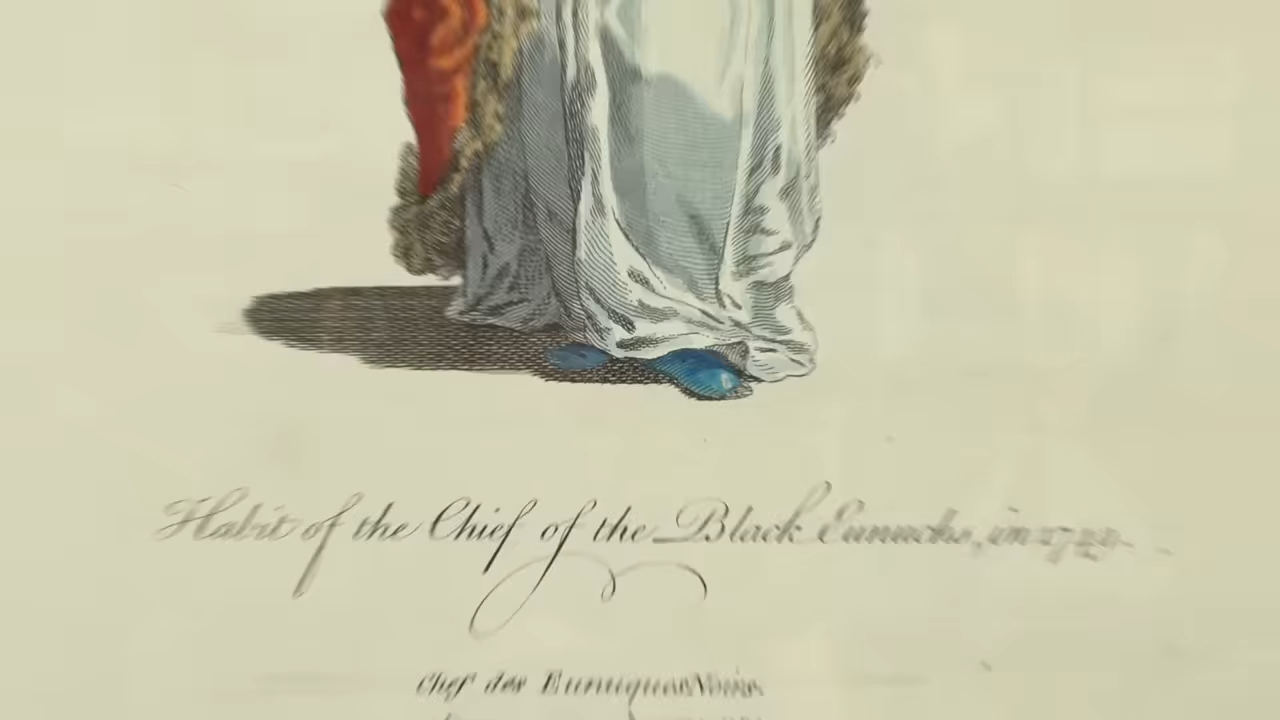 Habit of the Chief of the Black Eunuchs, in
Chef des Eunuques Noirs